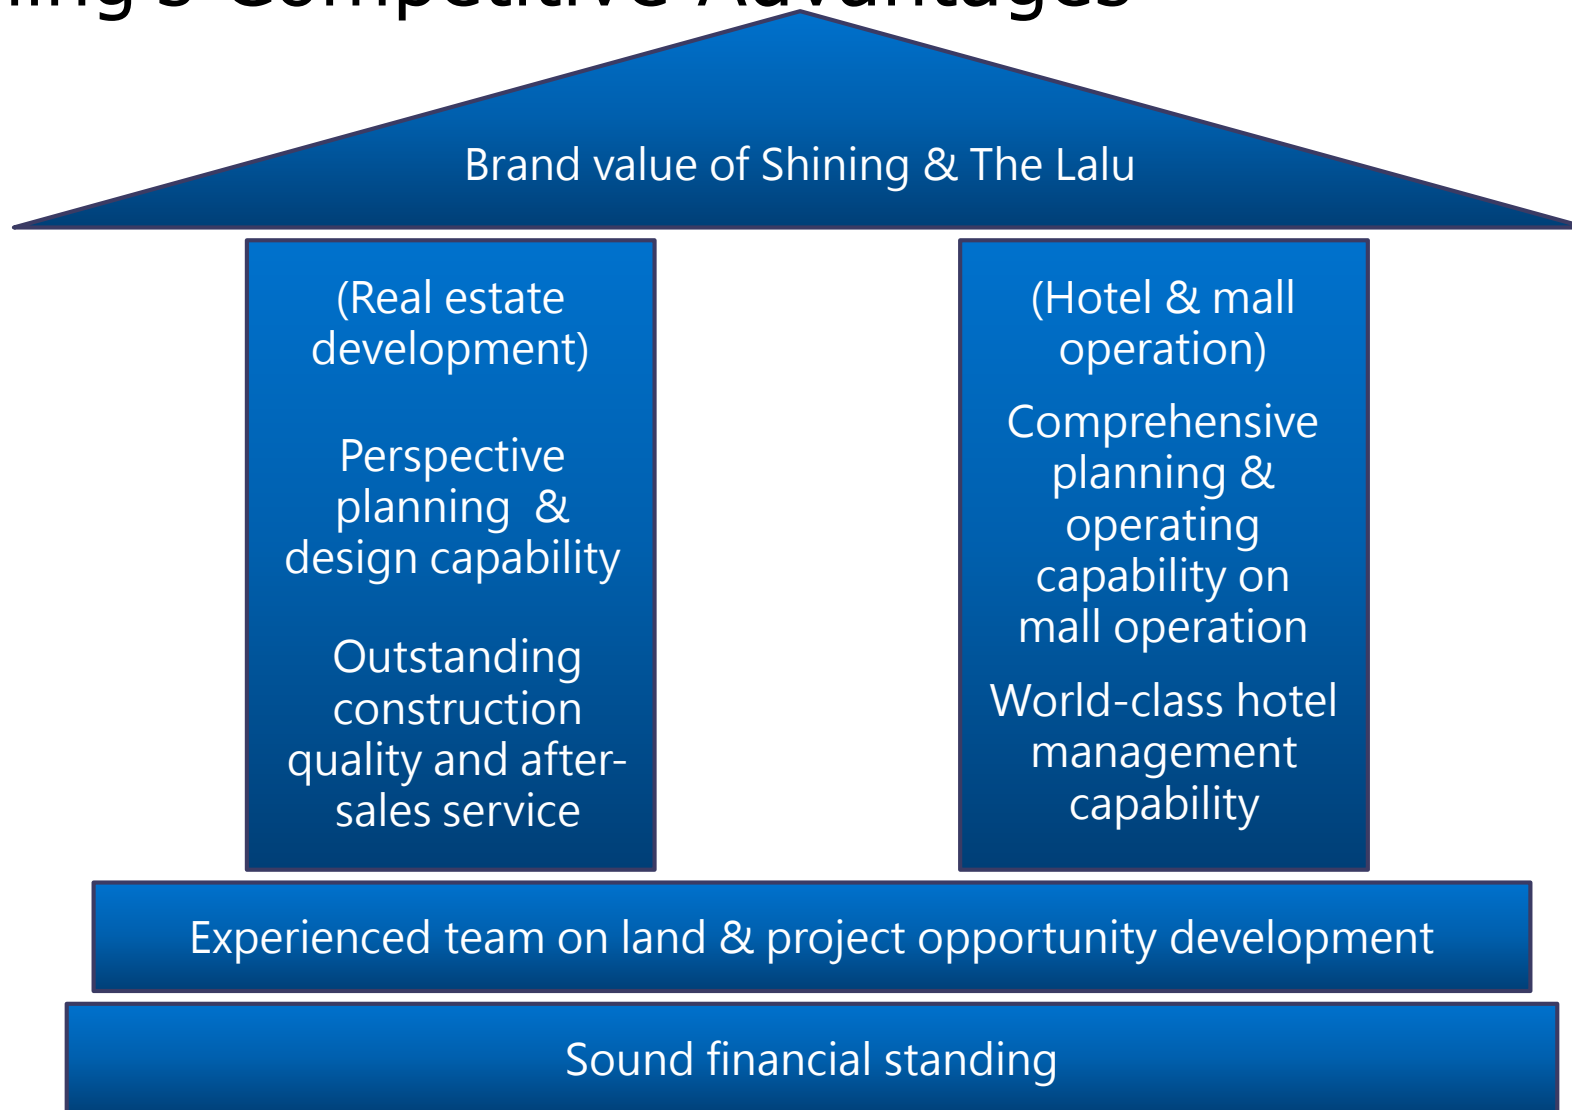 Competitive Advantages
Brand value of Shining & The Lalu
(Real estate
development)
Perspective
planning & 
design capability
Outstanding
construction
quality and after-
sales service
(Hotel & mall
operation)
Comprehensive
planning &
operating
capability on
mall operation
World-class hotel
management
capability
Experienced team on land & project opportunity development
Sound financial standing